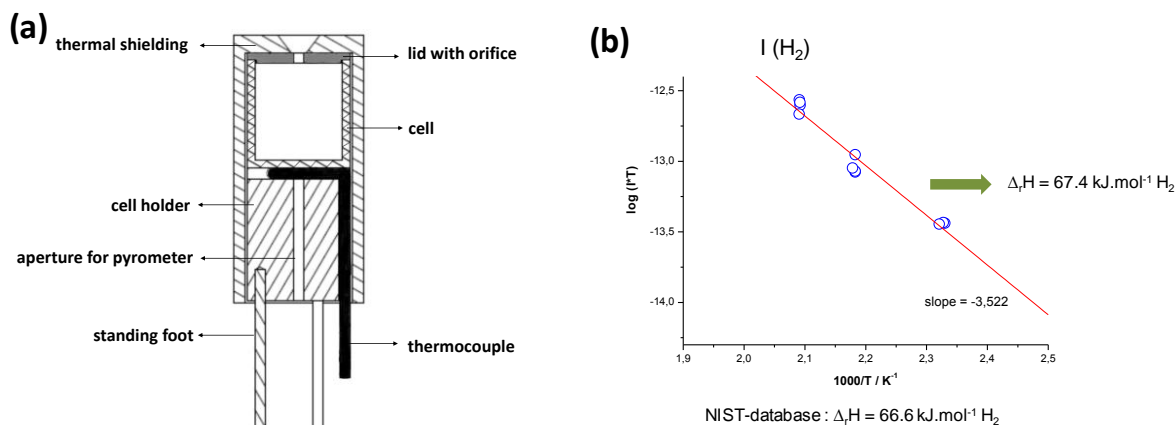 (a)
thermal shielding
lid with orifice
cell
cell holder
aperture for pyrometer
standing foot
thermocouple
(b)
I (H₂)
-12,5
-13,0
-13,5
-14,0
log (I*T)
ΔᵣH = 67.4 kJ.mol⁻¹ H₂
slope = -3,522
1,9 2,0 2,1 2,2 2,3 2,4 2,5
1000/T / K⁻¹
NIST-database : ΔᵣH = 66.6 kJ.mol⁻¹ H₂